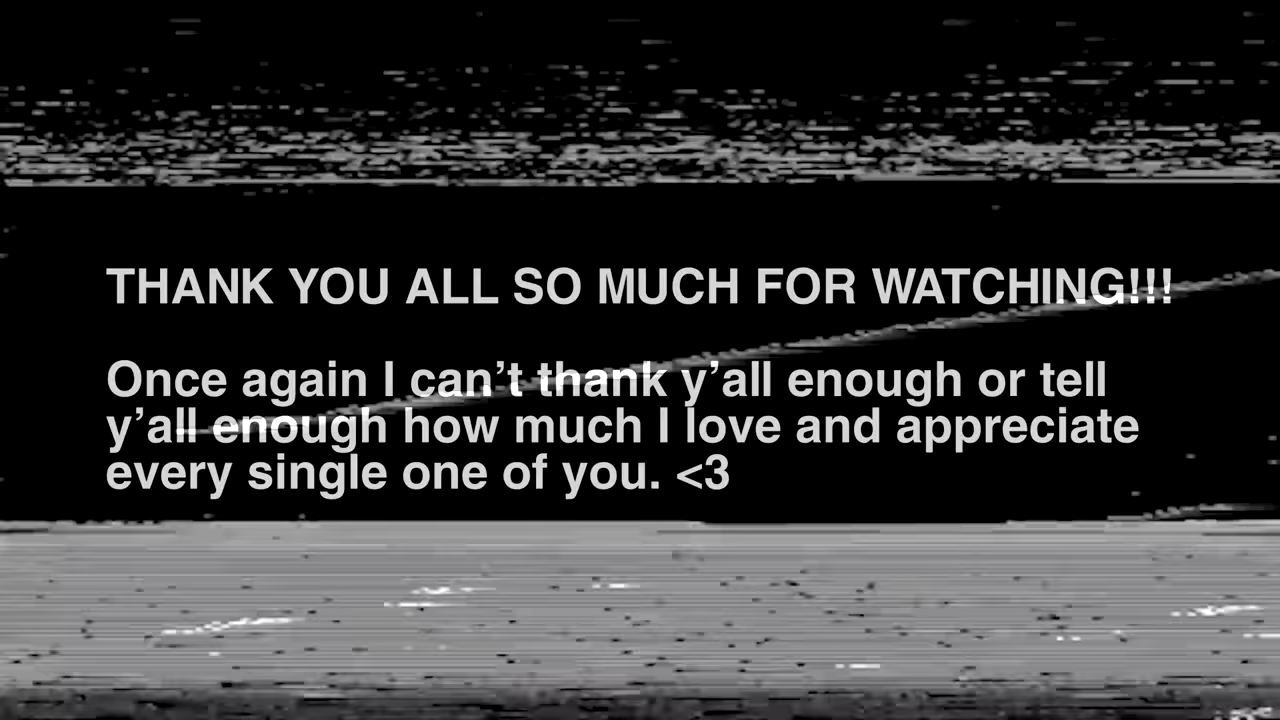 THANK YOU ALL SO MUCH FOR WATCHING!!!
Once again I can’t thank y’all enough or tell
y’all enough how much I love and appreciate
every single one of you. <3